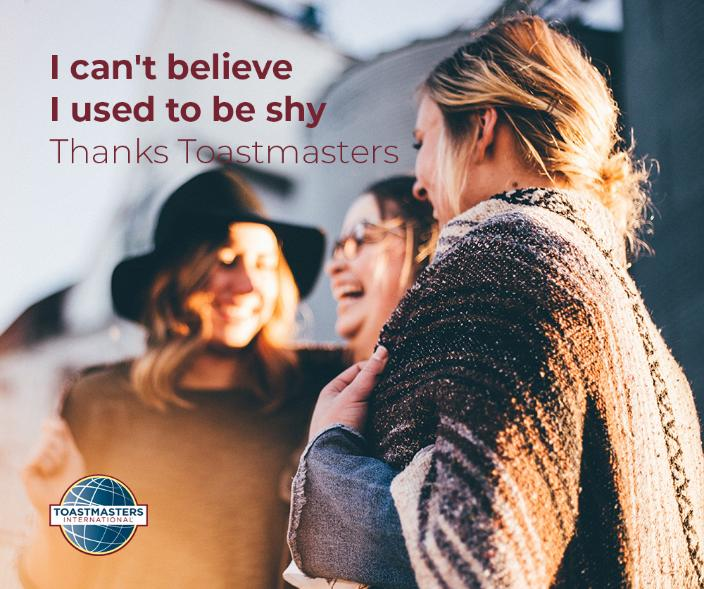 I can't believe
I used to be shy
Thanks Toastmasters
TOASTMASTERS
INTERNATIONAL